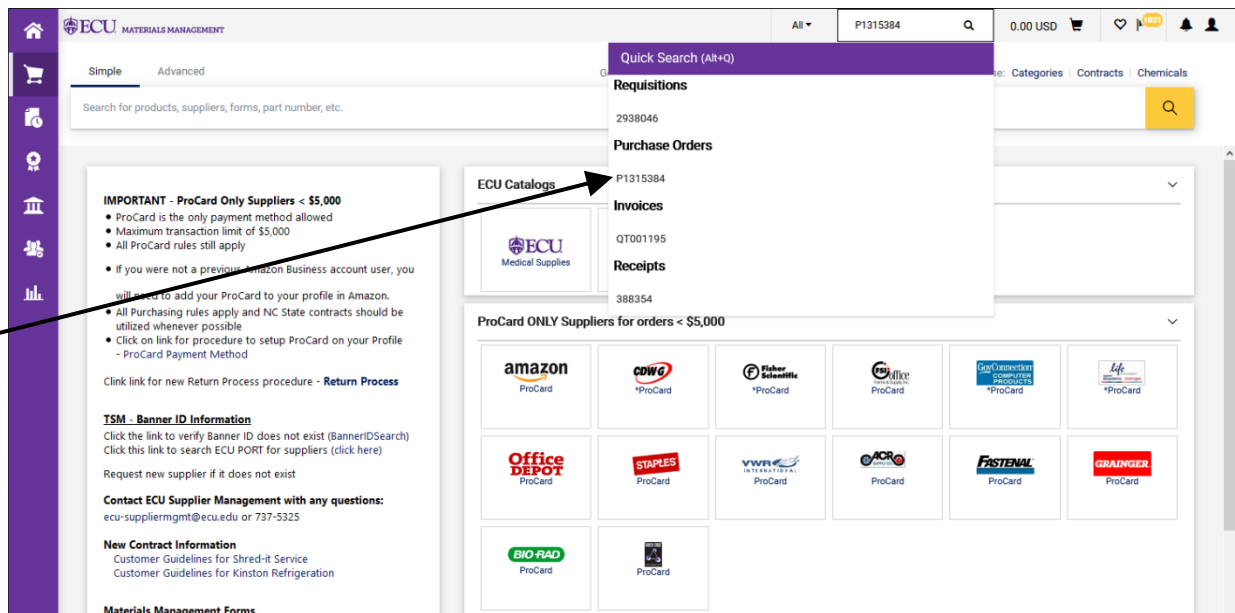 ECU MATERIALS MANAGEMENT
All
P1315384
0.00 USD
1031
Quick Search (Alt+Q)
Requisitions
2938046
Purchase Orders
P1315384
Invoices
QT001195
Receipts
388354
Simple
Advanced
Categories
Contracts
Chemicals
Search for products, suppliers, forms, part number, etc.
IMPORTANT - ProCard Only Suppliers < $5,000
• ProCard is the only payment method allowed
• Maximum transaction limit of $5,000
• All ProCard rules still apply
• If you were not a previous Amazon Business account user, you
will need to add your ProCard to your profile in Amazon.
• All Purchasing rules apply and NC State contracts should be
utilized whenever possible
• Click on link for procedure to setup ProCard on your Profile
- ProCard Payment Method
Clink link for new Return Process procedure - Return Process
TSM - Banner ID Information
Click the link to verify Banner ID does not exist (BannerIDSearch)
Click this link to search ECU PORT for suppliers (click here)
Request new supplier if it does not exist
Contact ECU Supplier Management with any questions:
ecu-suppliermgmt@ecu.edu or 737-5325
New Contract Information
Customer Guidelines for Shred-it Service
Customer Guidelines for Kinston Refrigeration
Materials Management Forms
ECU Catalogs
ECU
Medical Supplies
ProCard ONLY Suppliers for orders < $5,000
amazon
ProCard
CDWG
*ProCard
Fisher Scientific
*ProCard
FSIoffice
ProCard
GovConnection
COMPUTER
PRODUCTS
*ProCard
life
*ProCard
Office
DEPOT
ProCard
STAPLES
ProCard
VWR
INTERNATIONAL
ProCard
ACR
ProCard
FASTENAL
ProCard
GRAINGER
ProCard
BIO-RAD
ProCard
ProCard